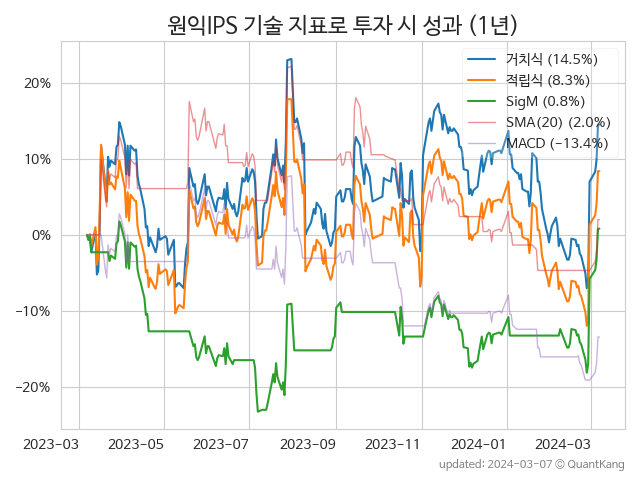 원익IPS 기술 지표로 투자 시 성과 (1년)
거치식 (14.5%)
적립식 (8.3%)
SigM (0.8%)
SMA(20) (2.0%)
MACD (−13.4%)
20%
10%
0%
−10%
−20%
2023−03 2023−05 2023−07 2023−09 2023−11 2024−01 2024−03
updated: 2024−03−07 © QuantKang